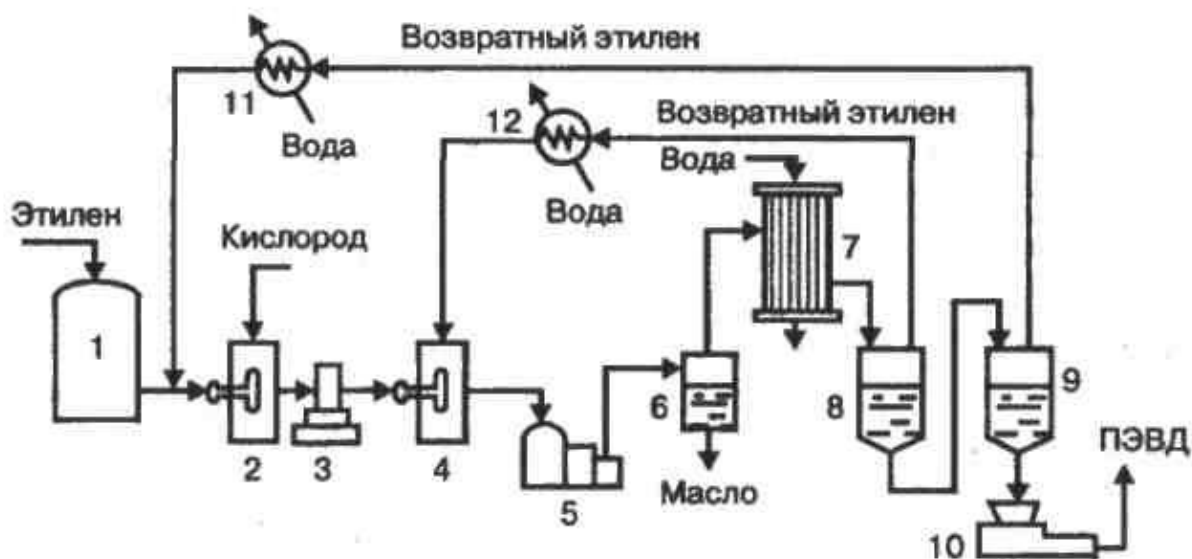 Возвратный этилен
11
Вода
12
Возвратный этилен
Вода
Вода
Этилен
Кислород
7
1
2
3
4
5
6
Масло
8
9
ПЭВД
10